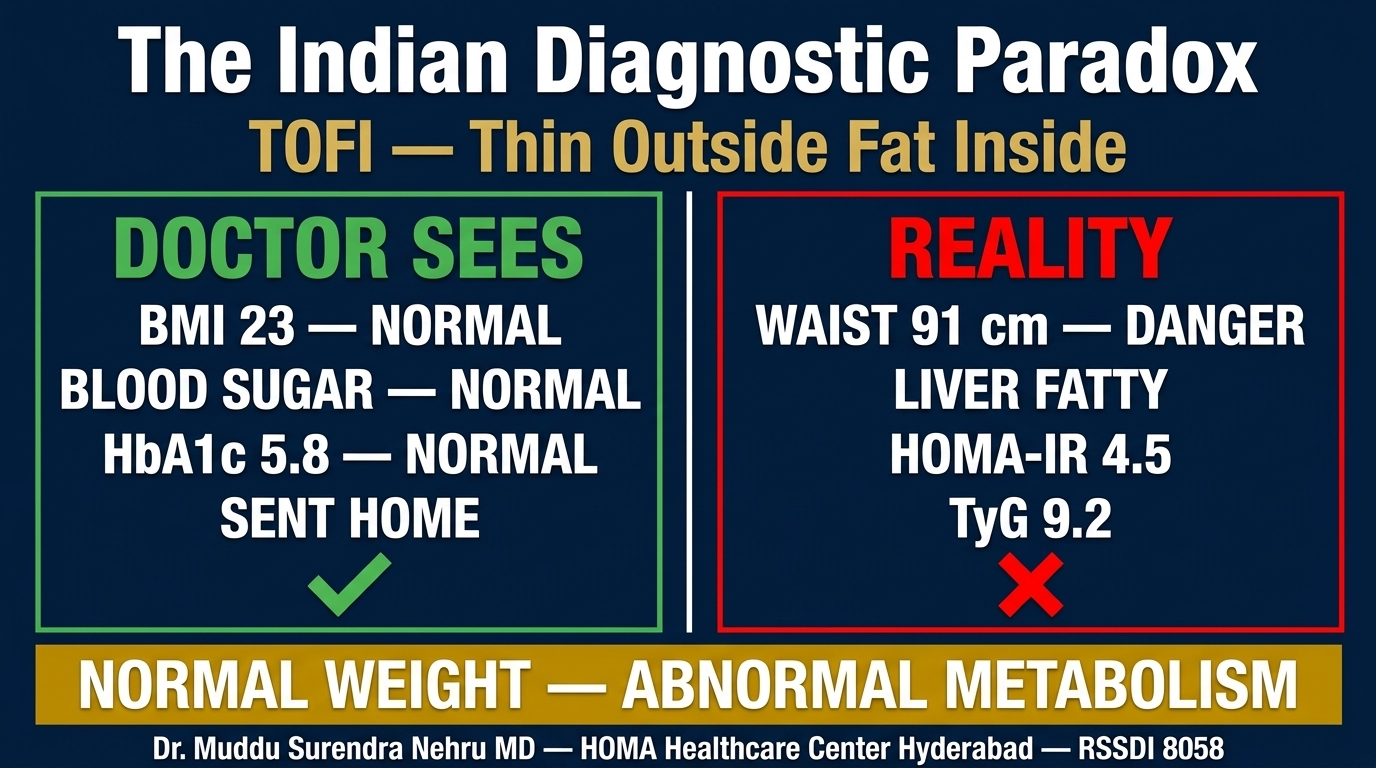 The Indian Diagnostic Paradox
TOFI — Thin Outside Fat Inside
DOCTOR SEES
BMI 23 — NORMAL
BLOOD SUGAR — NORMAL
HbA1c 5.8 — NORMAL
SENT HOME
REALITY
WAIST 91 cm — DANGER
LIVER FATTY
HOMA-IR 4.5
TyG 9.2
NORMAL WEIGHT — ABNORMAL METABOLISM
Dr. Muddu Surendra Nehru MD — HOMA Healthcare Center Hyderabad — RSSDI 8058